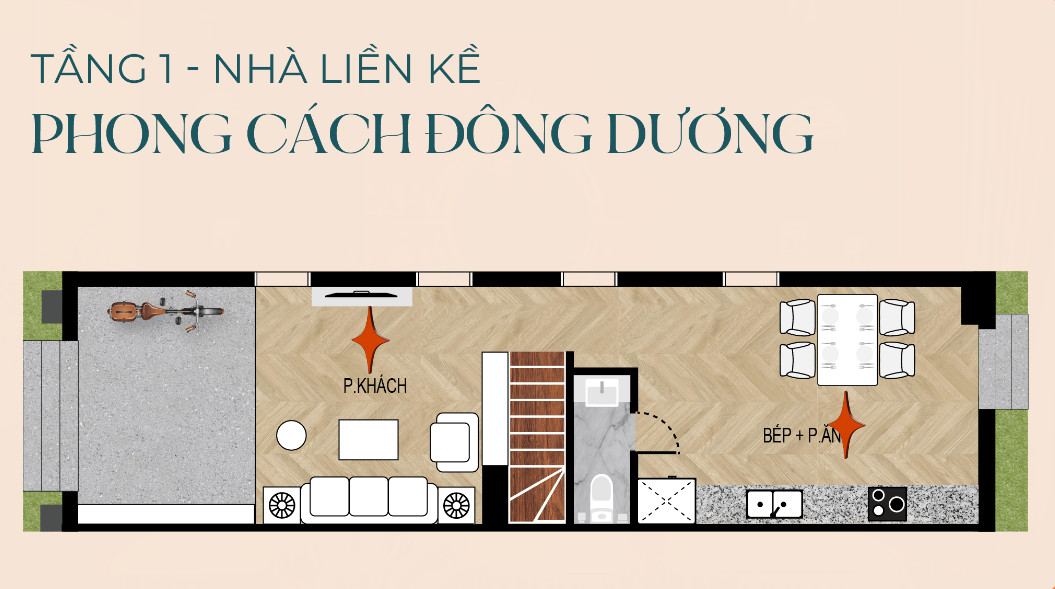 TẦNG 1 - NHÀ LIỀN KỀ
PHONG CÁCH ĐÔNG DƯƠNG
P.KHÁCH
BẾP + P.ĂN